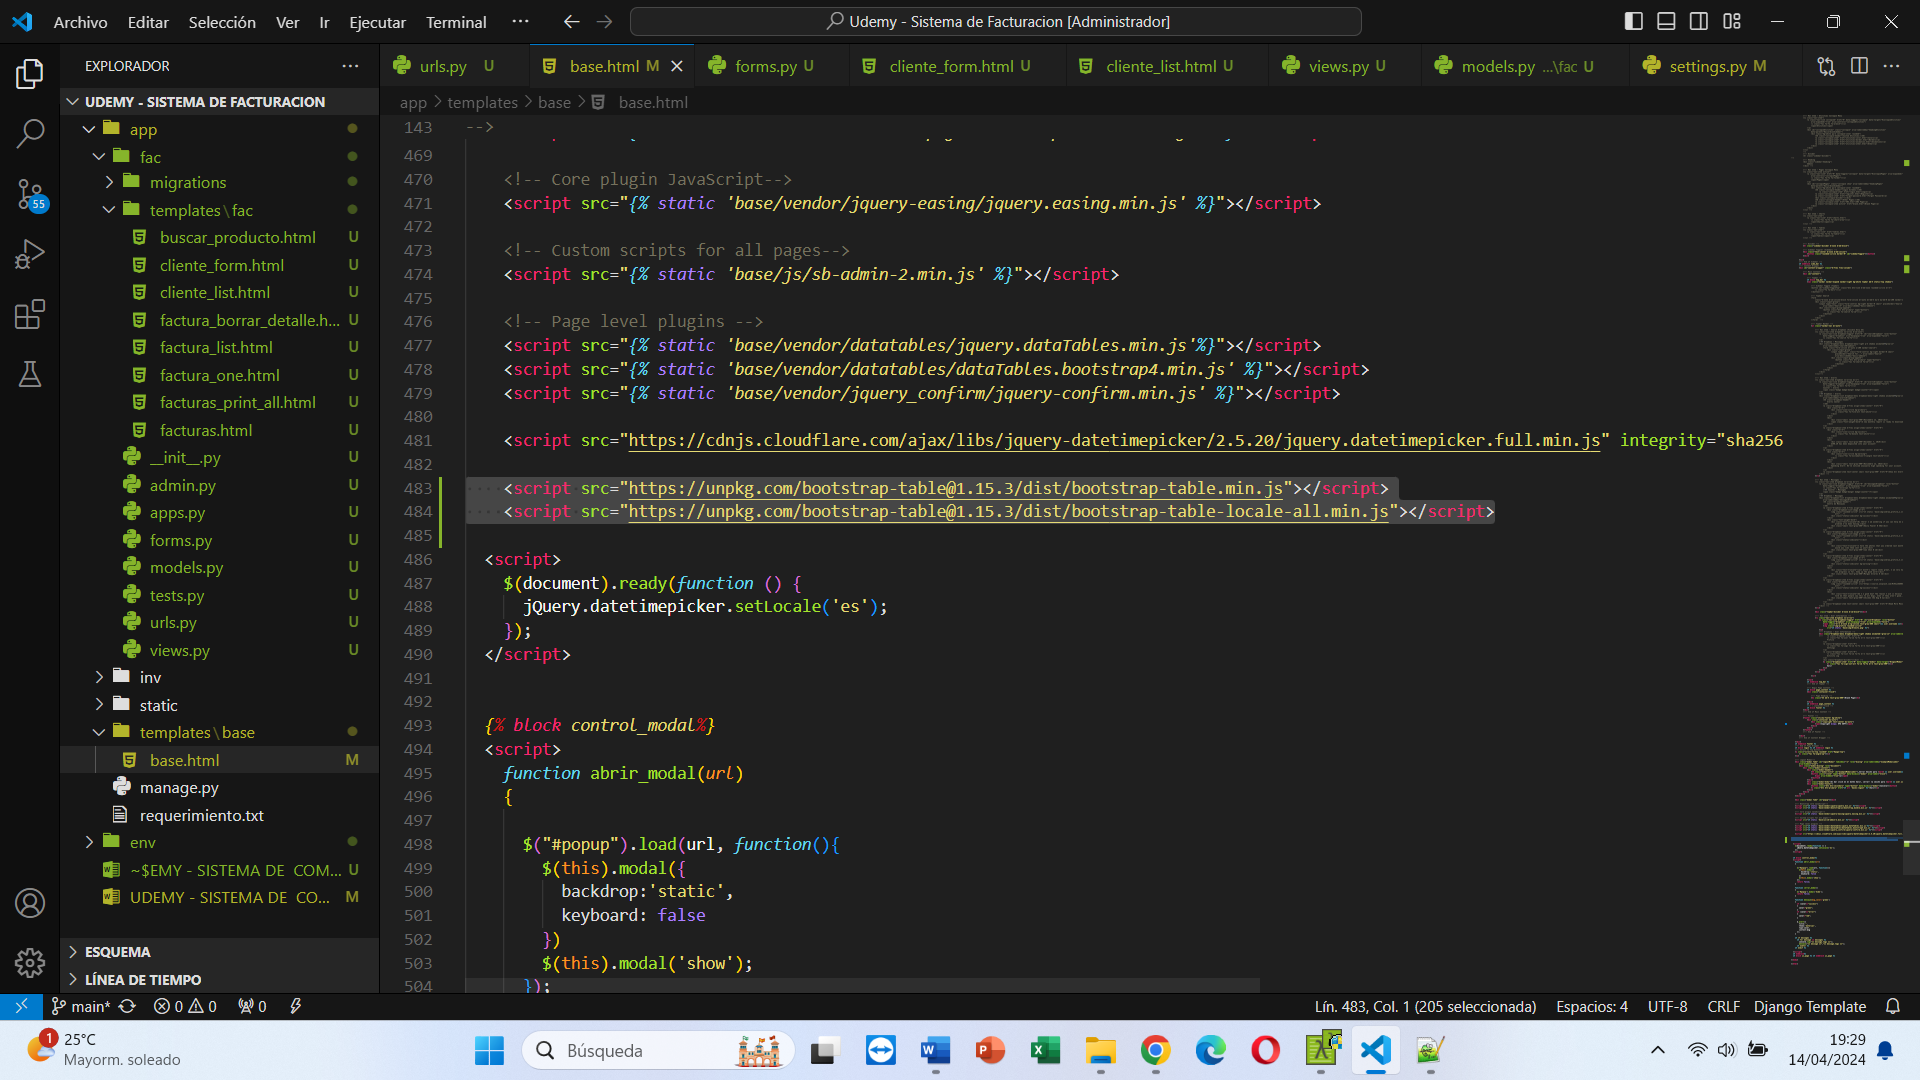 Archivo Editar Selección Ver Ir Ejecutar Terminal ··· Udemy - Sistema de Facturacion [Administrador]
EXPLORADOR ···
urls.py U
base.html M
forms.py U
cliente_form.html U
cliente_list.html U
views.py U
models.py ...\fac U
settings.py M
app > templates > base > base.html
UDEMY - SISTEMA DE FACTURACION
app
fac
migrations
templates\fac
buscar_producto.html U
cliente_form.html U
cliente_list.html U
factura_borrar_detalle.h... U
factura_list.html U
factura_one.html U
facturas_print_all.html U
facturas.html U
__init__.py U
admin.py U
apps.py U
forms.py U
models.py U
tests.py U
urls.py U
views.py U
inv
static
templates\base
base.html M
manage.py
requerimiento.txt
env
~$EMY - SISTEMA DE COM... U
UDEMY - SISTEMA DE CO... M
ESQUEMA
LÍNEA DE TIEMPO
55
143 -->
469
470 <!-- Core plugin JavaScript-->
471 <script src="{% static 'base/vendor/jquery-easing/jquery.easing.min.js' %}"></script>
472
473 <!-- Custom scripts for all pages-->
474 <script src="{% static 'base/js/sb-admin-2.min.js' %}"></script>
475
476 <!-- Page level plugins -->
477 <script src="{% static 'base/vendor/datatables/jquery.dataTables.min.js'%}"></script>
478 <script src="{% static 'base/vendor/datatables/dataTables.bootstrap4.min.js' %}"></script>
479 <script src="{% static 'base/vendor/jquery_confirm/jquery-confirm.min.js' %}"></script>
480
481 <script src="https://cdnjs.cloudflare.com/ajax/libs/jquery-datetimepicker/2.5.20/jquery.datetimepicker.full.min.js" integrity="sha256
482
483 <script src="https://unpkg.com/bootstrap-table@1.15.3/dist/bootstrap-table.min.js"></script>
484 <script src="https://unpkg.com/bootstrap-table@1.15.3/dist/bootstrap-table-locale-all.min.js"></script>
485
486 <script>
487 $(document).ready(function () {
488 jQuery.datetimepicker.setLocale('es');
489 });
490 </script>
491
492
493 {% block control_modal%}
494 <script>
495 function abrir_modal(url)
496 {
497
498 $("#popup").load(url, function(){
499 $(this).modal({
500 backdrop:'static',
501 keyboard: false
502 })
503 $(this).modal('show');
504 });
main* 0 0 0 Lín. 483, Col. 1 (205 seleccionada) Espacios: 4 UTF-8 CRLF Django Template
1
25°C
Mayorm. soleado
Búsqueda
19:29
14/04/2024